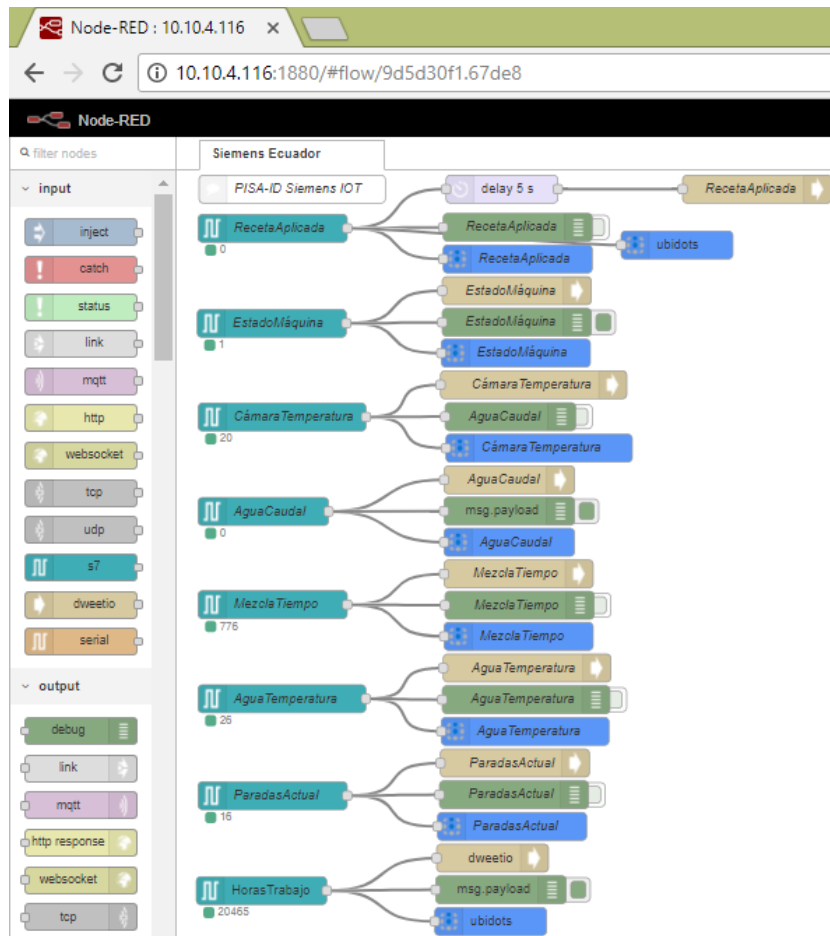 Node-RED : 10.10.4.116
10.10.4.116:1880/#flow/9d5d30f1.67de8
Node-RED
filter nodes
input
inject
catch
status
link
mqtt
http
websocket
tcp
udp
s7
dweetio
serial
output
debug
link
mqtt
http response
websocket
tcp
Siemens Ecuador
PISA-ID Siemens IOT
delay 5 s
RecetaAplicada
RecetaAplicada
0
RecetaAplicada
ubidots
RecetaAplicada
EstadoMáquina
EstadoMáquina
1
EstadoMáquina
EstadoMáquina
CámaraTemperatura
CámaraTemperatura
20
AguaCaudal
CámaraTemperatura
AguaCaudal
AguaCaudal
0
msg.payload
AguaCaudal
MezclaTiempo
MezclaTiempo
776
MezclaTiempo
MezclaTiempo
AguaTemperatura
AguaTemperatura
26
AguaTemperatura
AguaTemperatura
ParadasActual
ParadasActual
16
ParadasActual
ParadasActual
dweetio
HorasTrabajo
20465
msg.payload
ubidots